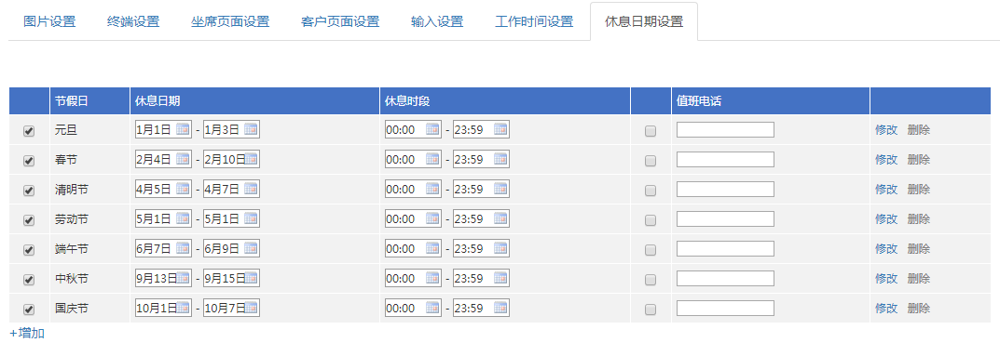 图片设置 终端设置 坐席页面设置 客户页面设置 输入设置 工作时间设置 休息日期设置
节假日 休息日期 休息时段 值班电话
元旦 1月1日 - 1月3日 00:00 - 23:59 修改 删除
春节 2月4日 - 2月10日 00:00 - 23:59 修改 删除
清明节 4月5日 - 4月7日 00:00 - 23:59 修改 删除
劳动节 5月1日 - 5月1日 00:00 - 23:59 修改 删除
端午节 6月7日 - 6月9日 00:00 - 23:59 修改 删除
中秋节 9月13日 - 9月15日 00:00 - 23:59 修改 删除
国庆节 10月1日 - 10月7日 00:00 - 23:59 修改 删除
+增加